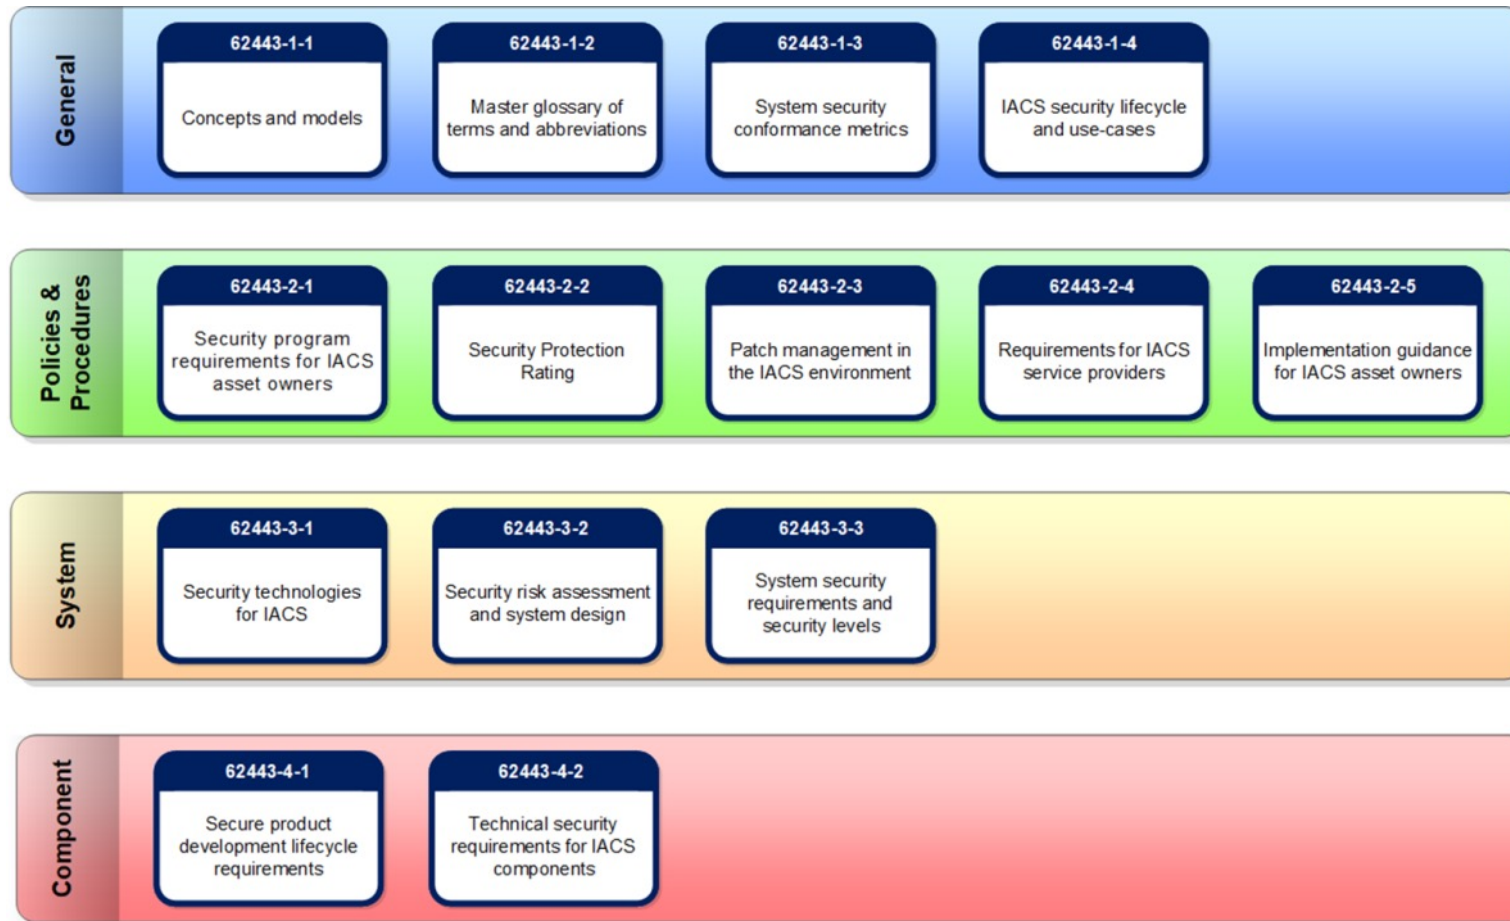 General
62443-1-1
Concepts and models
62443-1-2
Master glossary of
terms and abbreviations
62443-1-3
System security
conformance metrics
62443-1-4
IACS security lifecycle
and use-cases
Policies &
Procedures
62443-2-1
Security program
requirements for IACS
asset owners
62443-2-2
Security Protection
Rating
62443-2-3
Patch management in
the IACS environment
62443-2-4
Requirements for IACS
service providers
62443-2-5
Implementation guidance
for IACS asset owners
System
62443-3-1
Security technologies
for IACS
62443-3-2
Security risk assessment
and system design
62443-3-3
System security
requirements and
security levels
Component
62443-4-1
Secure product
development lifecycle
requirements
62443-4-2
Technical security
requirements for IACS
components